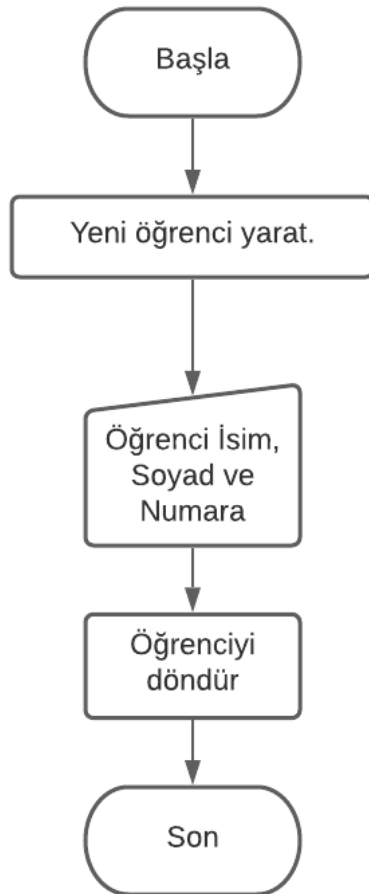 Başla
Yeni öğrenci yarat.
Öğrenci İsim,
Soyad ve
Numara
Öğrenciyi
döndür
Son